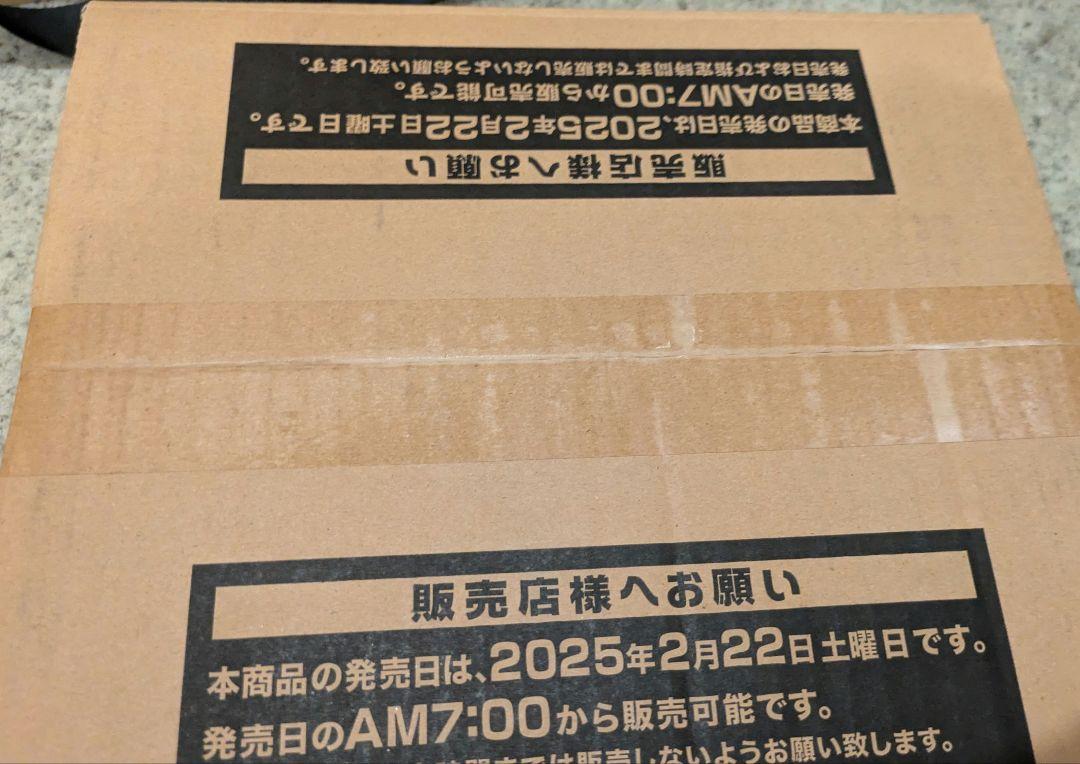 販売店様へお願い
本商品の発売日は、2025年2月22日土曜日です。
発売日のAM7:00から販売可能です。
発売日および指定時間までは販売しないようお願い致します。
販売店様へお願い
本商品の発売日は、2025年2月22日土曜日です。
発売日のAM7:00から販売可能です。
時間までは販売しないようお願い致します。